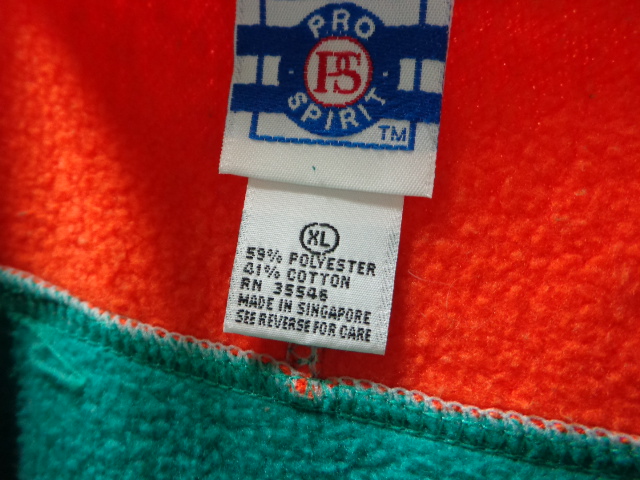 PRO
PS
SPIRIT
TM
XL
59% POLYESTER
41% COTTON
RN 35546
MADE IN SINGAPORE
SEE REVERSE FOR CARE